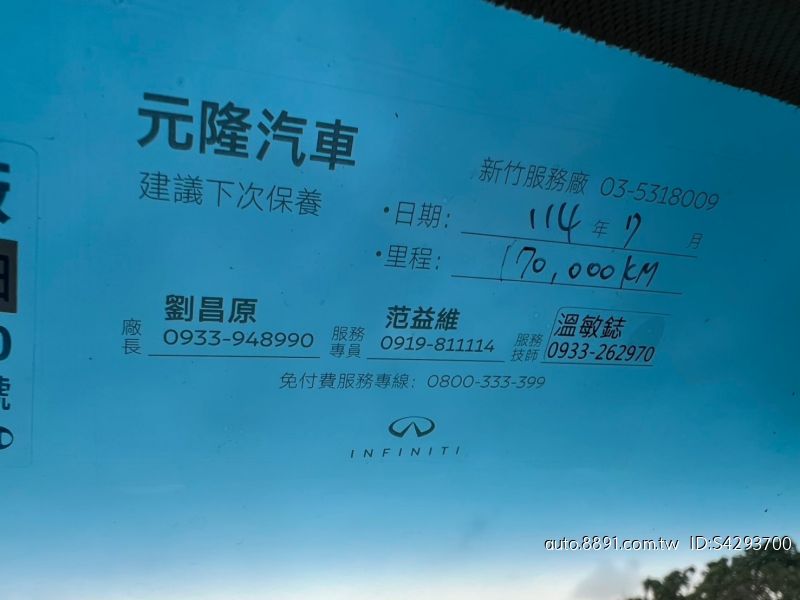 元隆汽車
建議下次保養
新竹服務廠 03-5318009
•日期: 114 年 7 月
•里程: 170,000KM
廠長 劉昌原 0933-948990
服務專員 范益維 0919-811114
服務技師 溫敏鋕 0933-262970
免付費服務專線: 0800-333-399
INFINITI
號
auto.8891.com.tw ID:S4293700